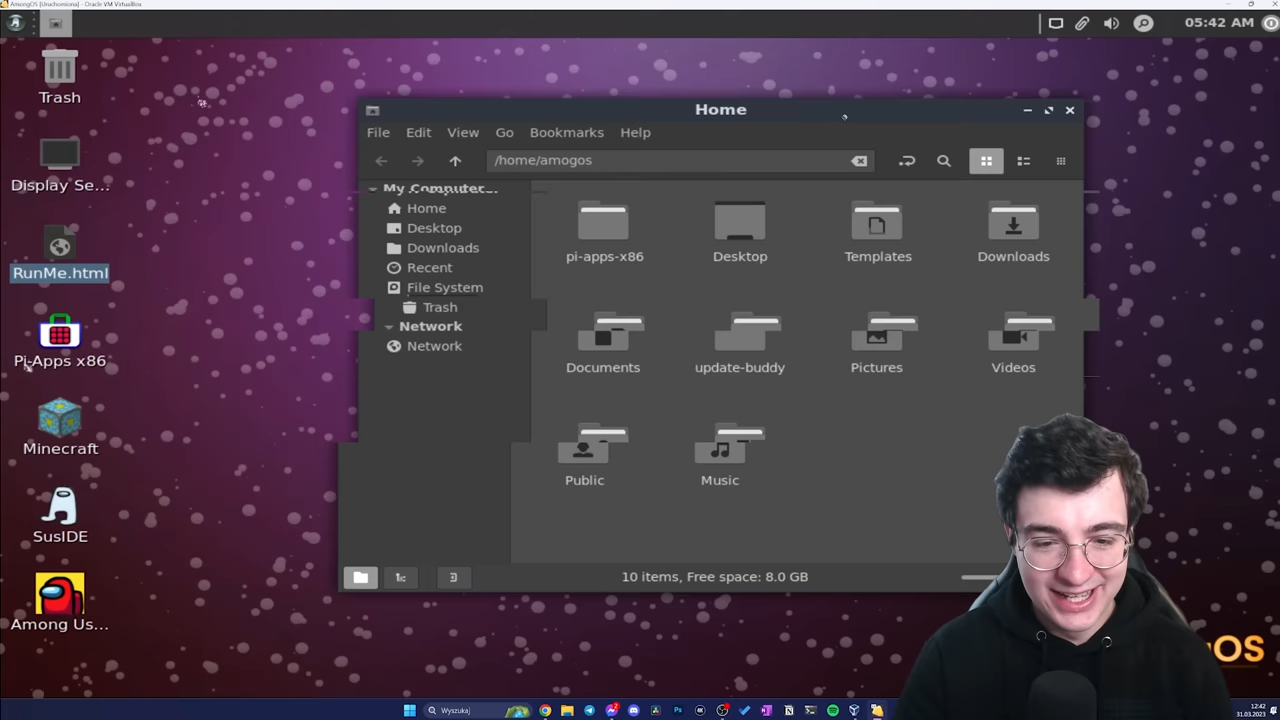 AmongOS [Uruchomiona] - Oracle VM VirtualBox
05:42 AM
Trash
Display Se...
RunMe.html
Pi-Apps x86
Minecraft
SusIDE
Among Us...
Home
File Edit View Go Bookmarks Help
/home/amogos
My Computer
Home
Desktop
Downloads
Recent
File System
Trash
Network
Network
pi-apps-x86
Desktop
Templates
Downloads
Documents
update-buddy
Pictures
Videos
Public
Music
10 items, Free space: 8.0 GB
OS
Wyszukaj
12:42
31.03.2023